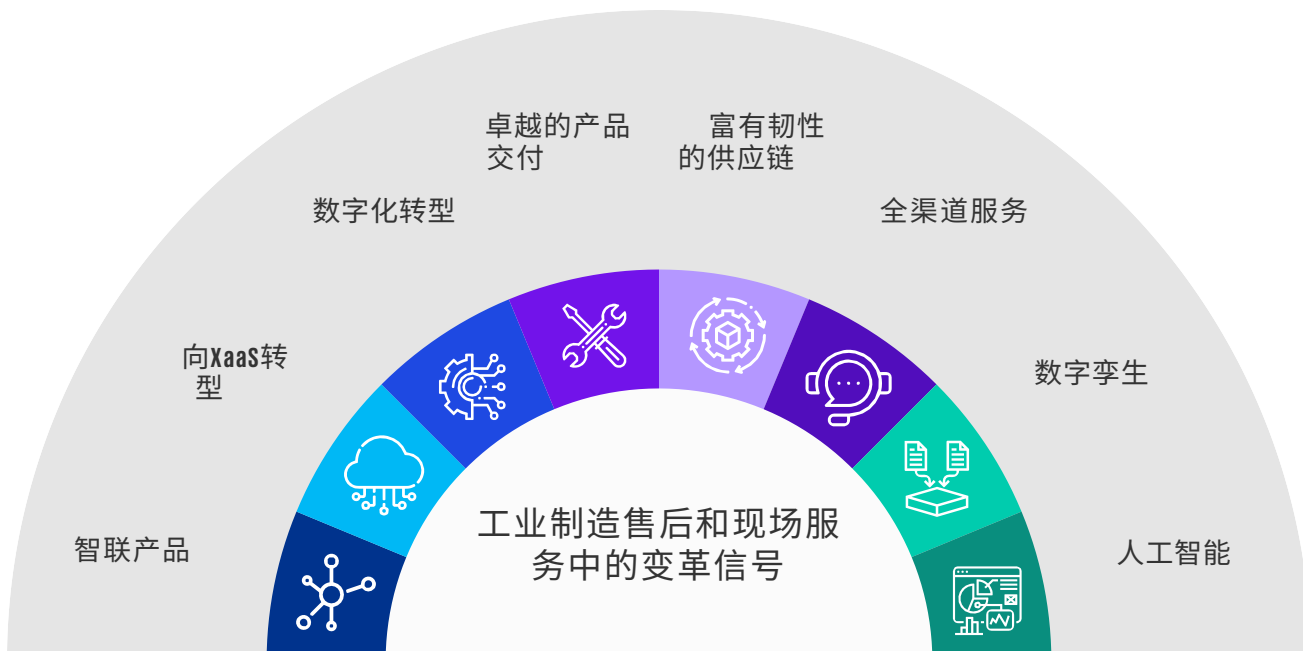 卓越的产品
交付
富有韧性
的供应链
数字化转型
全渠道服务
向XaaS转
型
数字孪生
智联产品
人工智能
工业制造售后和现场服
务中的变革信号